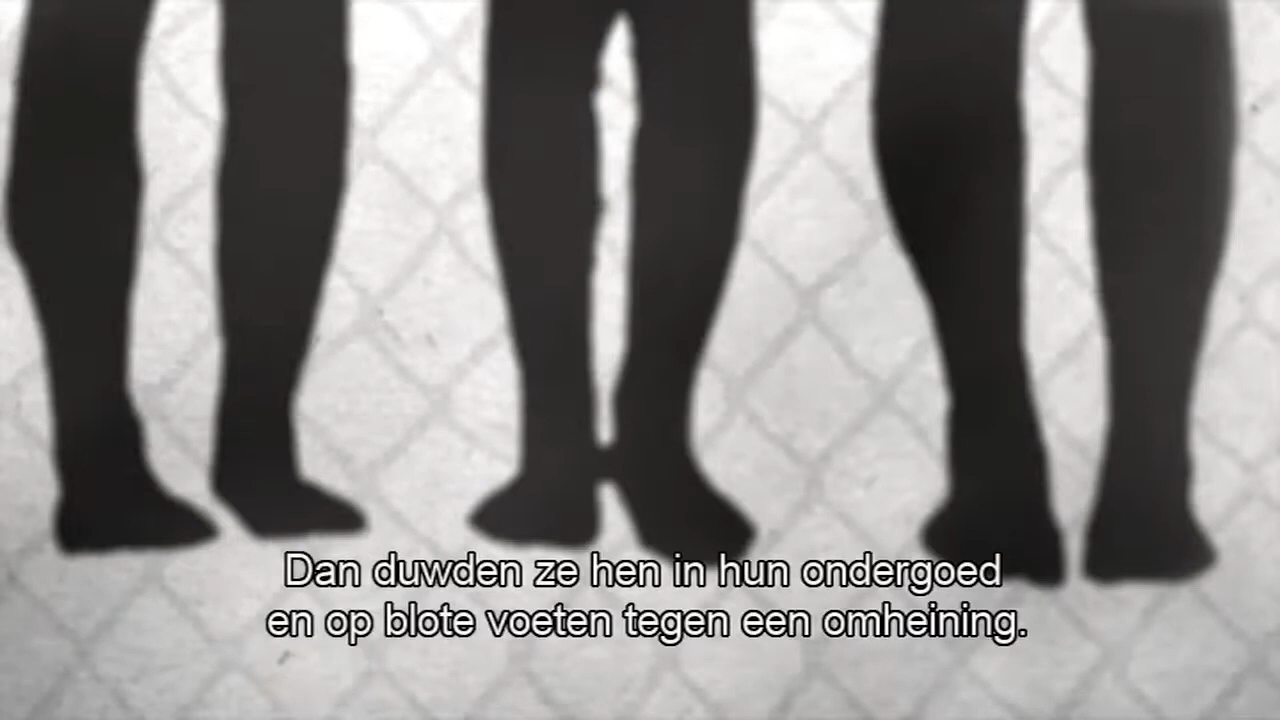 Dan duwden ze hen in hun ondergoed
en op blote voeten tegen een omheining.